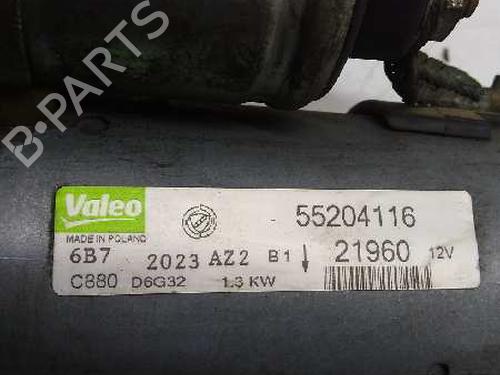 B-PARTS
Valeo
MADE IN POLAND
55204116
6B7 2023 AZ2 B1 ↓ 21960 12V
C880 D6G32 1.3 KW